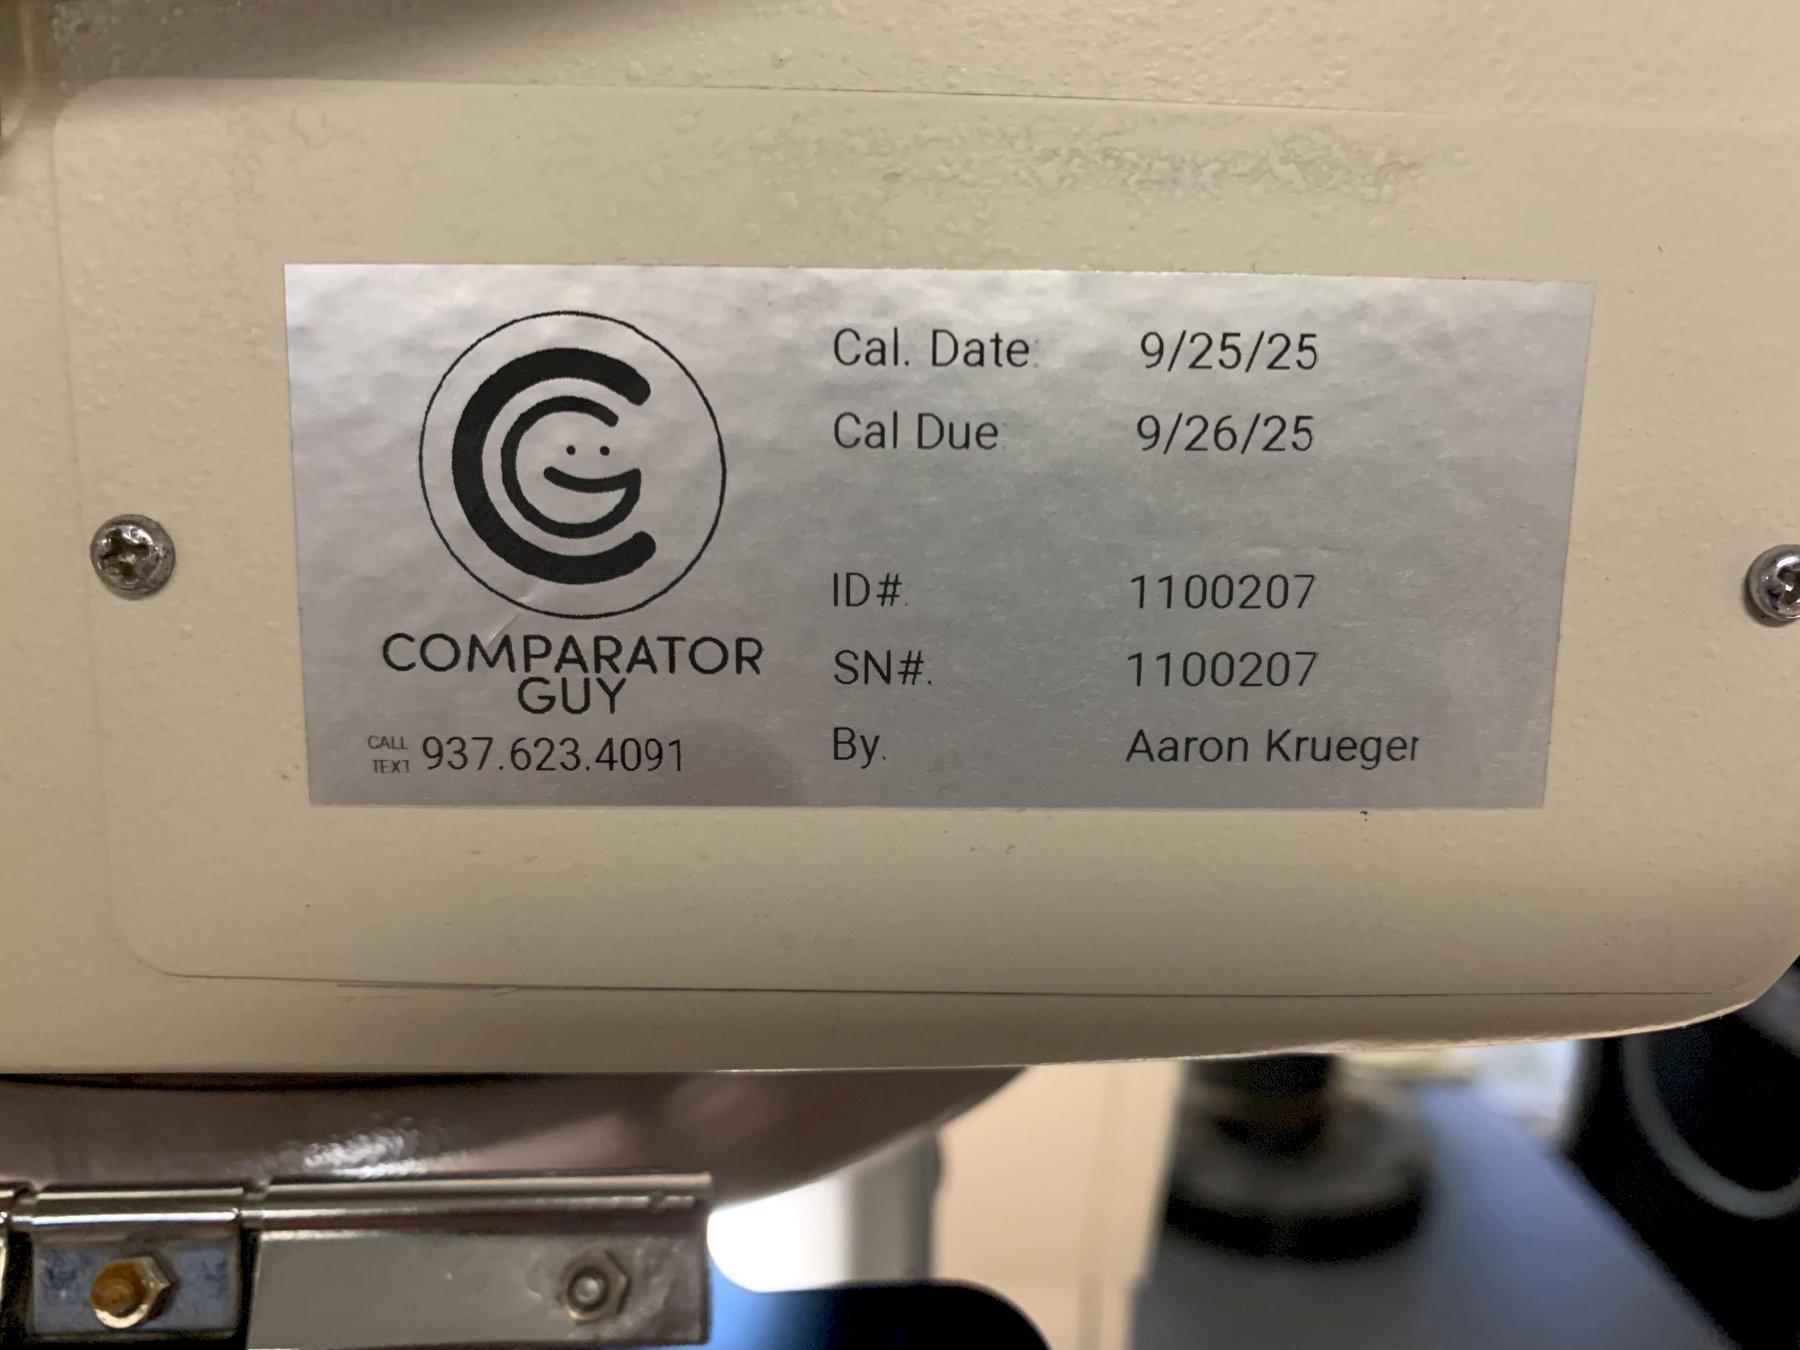 Cal. Date: 9/25/25
Cal Due: 9/26/25
ID#. 1100207
SN#. 1100207
By. Aaron Krueger
CG
COMPARATOR
GUY
CALL
TEXT 937.623.4091